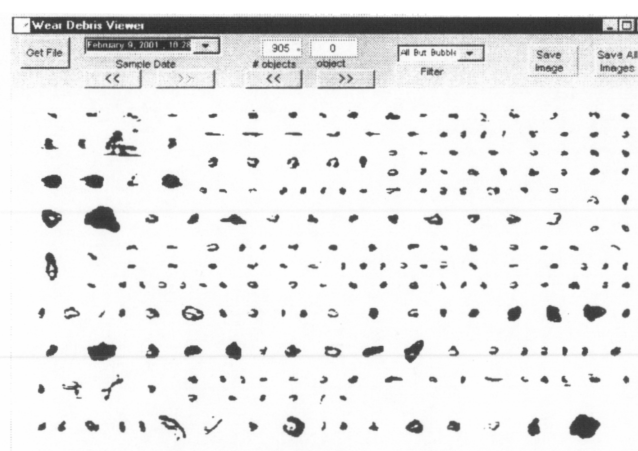 Wear Debris Viewer
Get File
February 9, 2001 , 10:28
Sample Date
<< >>
905 - 0
# objects object
<< >>
All But Bubble
Filter
Save Image
Save All Images